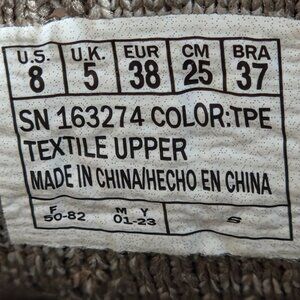 U.S. U.K. EUR CM BRA
8 5 38 25 37
SN 163274 COLOR:TPE
TEXTILE UPPER
MADE IN CHINA/HECHO EN CHINA
F M Y
50-82 01-23 S